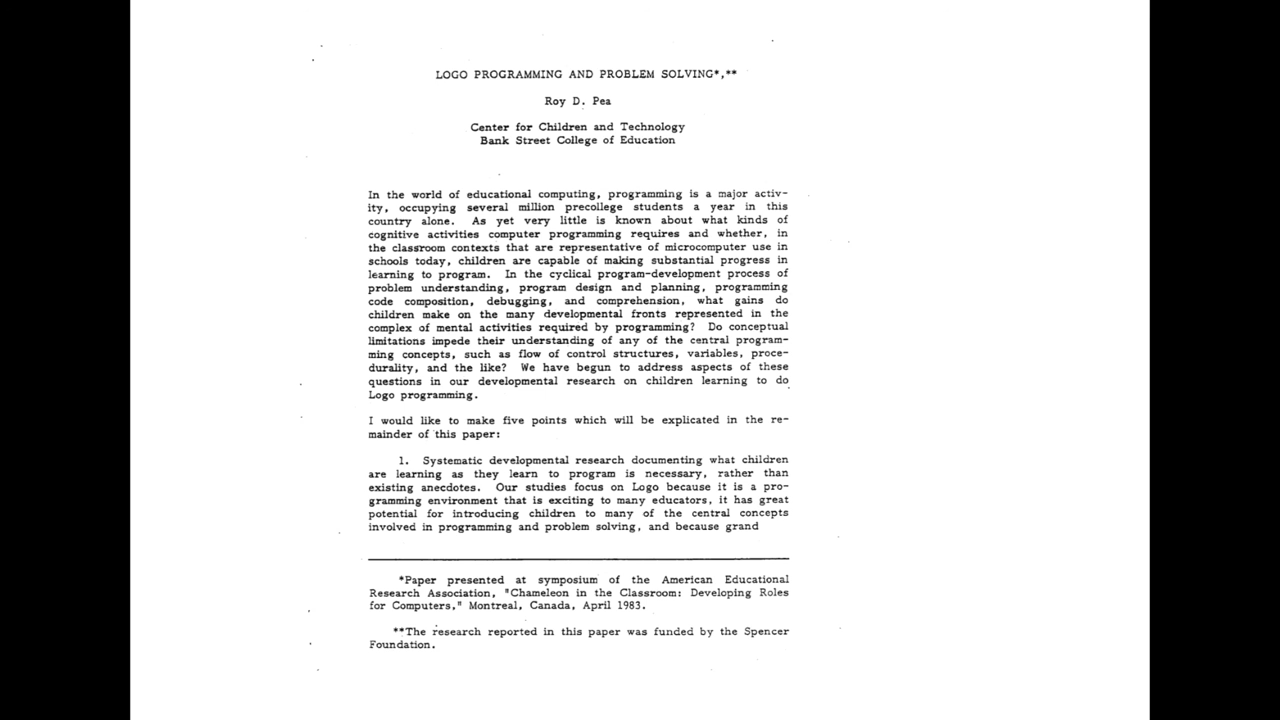 LOGO PROGRAMMING AND PROBLEM SOLVING*,**
Roy D. Pea
Center for Children and Technology
Bank Street College of Education
In the world of educational computing, programming is a major activ-
ity, occupying several million precollege students a year in this
country alone. As yet very little is known about what kinds of
cognitive activities computer programming requires and whether, in
the classroom contexts that are representative of microcomputer use in
schools today, children are capable of making substantial progress in
learning to program. In the cyclical program-development process of
problem understanding, program design and planning, programming
code composition, debugging, and comprehension, what gains do
children make on the many developmental fronts represented in the
complex of mental activities required by programming? Do conceptual
limitations impede their understanding of any of the central program-
ming concepts, such as flow of control structures, variables, proce-
durality, and the like? We have begun to address aspects of these
questions in our developmental research on children learning to do
Logo programming.
I would like to make five points which will be explicated in the re-
mainder of this paper:
1. Systematic developmental research documenting what children
are learning as they learn to program is necessary, rather than
existing anecdotes. Our studies focus on Logo because it is a pro-
gramming environment that is exciting to many educators, it has great
potential for introducing children to many of the central concepts
involved in programming and problem solving, and because grand
*Paper presented at symposium of the American Educational
Research Association, "Chameleon in the Classroom: Developing Roles
for Computers," Montreal, Canada, April 1983.
**The research reported in this paper was funded by the Spencer
Foundation.